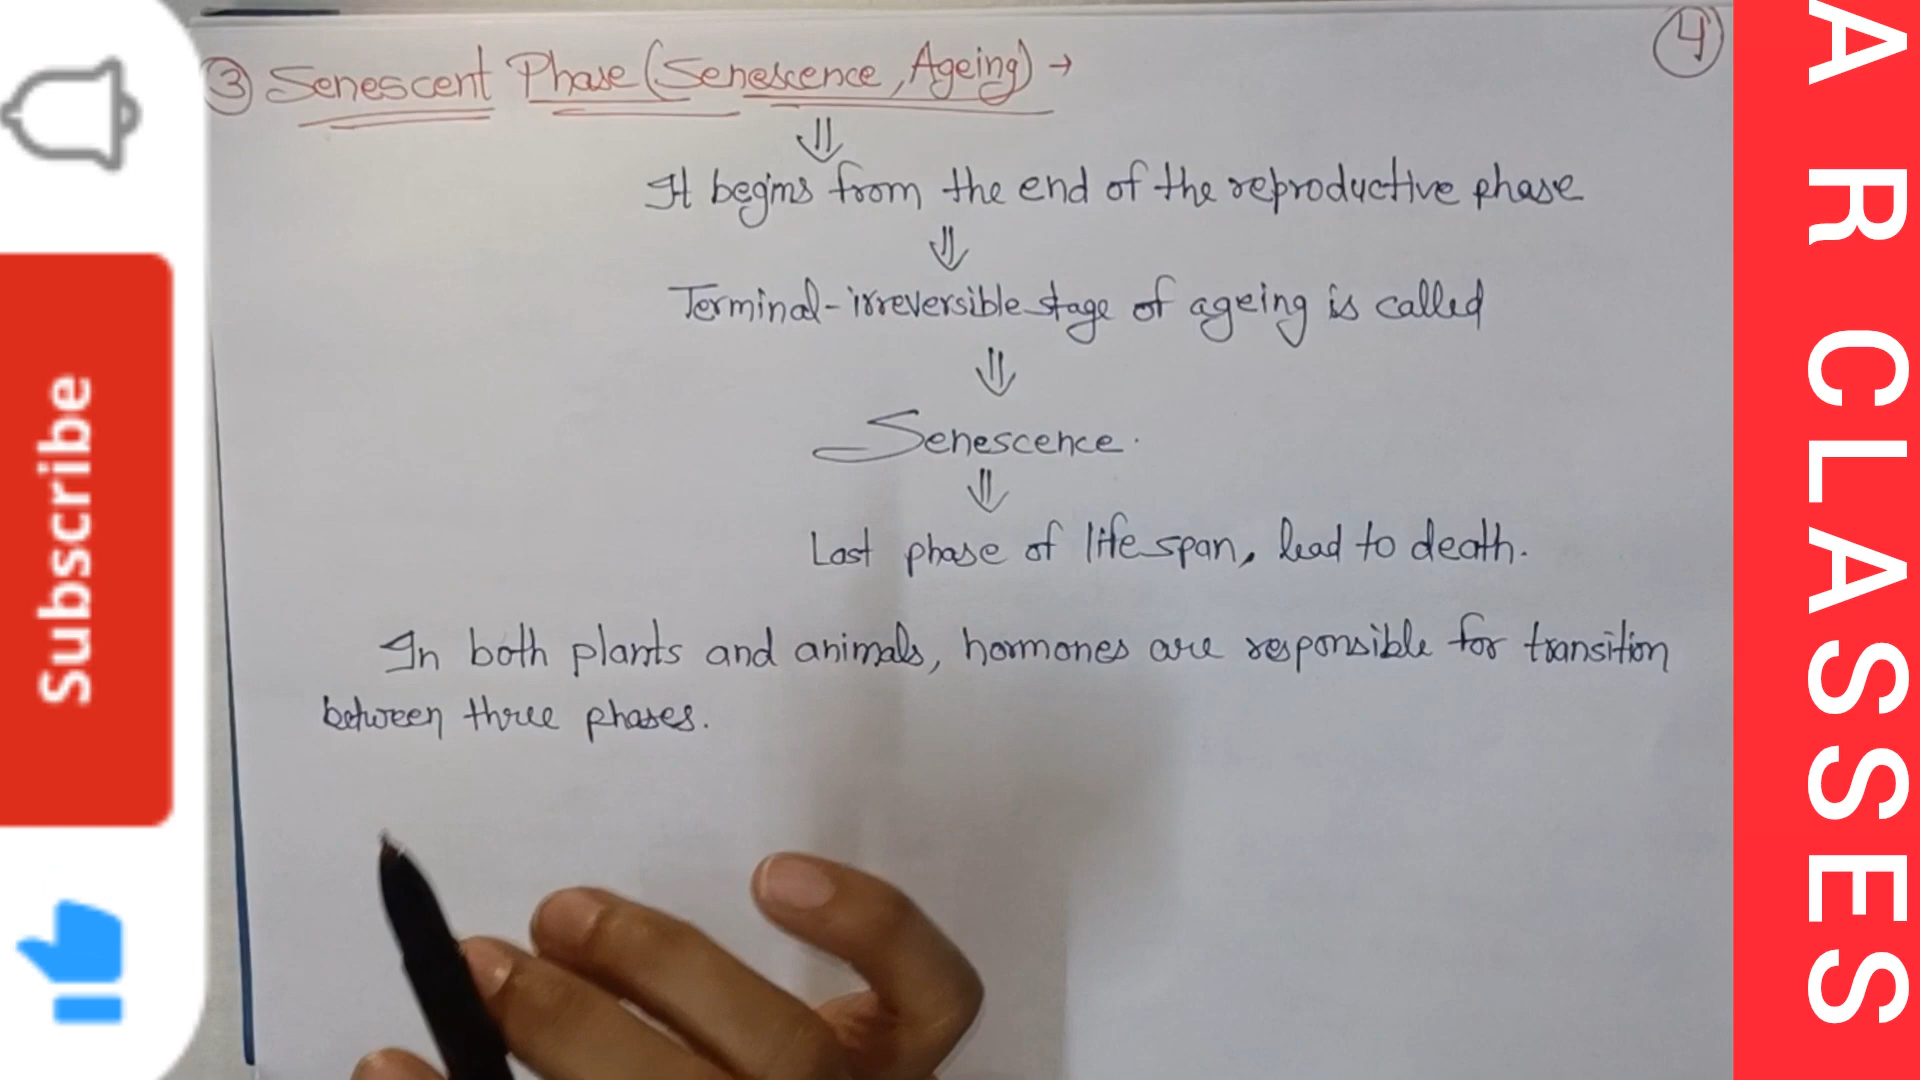 4
3 Senescent Phase (Senescence, Ageing) →
It begins from the end of the reproductive phase
Terminal-irreversible stage of ageing is called
Senescence.
Last phase of life span, lead to death.
In both plants and animals, hormones are responsible for transition
between three phases.
Subscribe
A R CLASSES